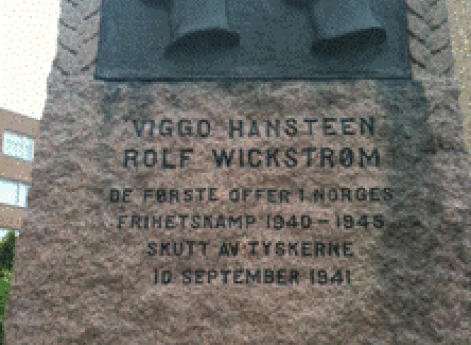 VIGGO HANSTEEN
ROLF WICKSTRØM
DE FØRSTE OFFER I NORGES
FRIHETSKAMP 1940-1945
SKUTT AV TYSKERNE
10 SEPTEMBER 1941